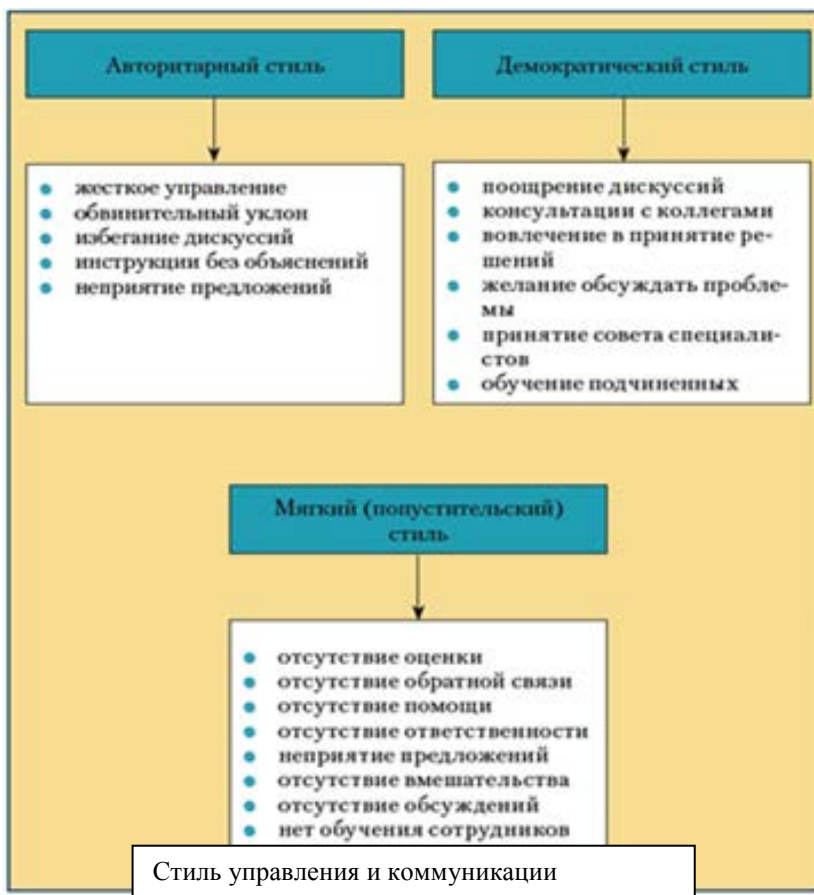 Авторитарный стиль
жесткое управление
обвинительный уклон
избегание дискуссий
инструкции без объяснений
неприятие предложений
Демократический стиль
поощрение дискуссий
консультации с коллегами
вовлечение в принятие ре-
шений
желание обсуждать пробле-
мы
принятие совета специали-
стов
обучение подчиненных
Мягкий (попустительский)
стиль
отсутствие оценки
отсутствие обратной связи
отсутствие помощи
отсутствие ответственности
неприятие предложений
отсутствие вмешательства
отсутствие обсуждений
нет обучения сотрудников
Стиль управления и коммуникации